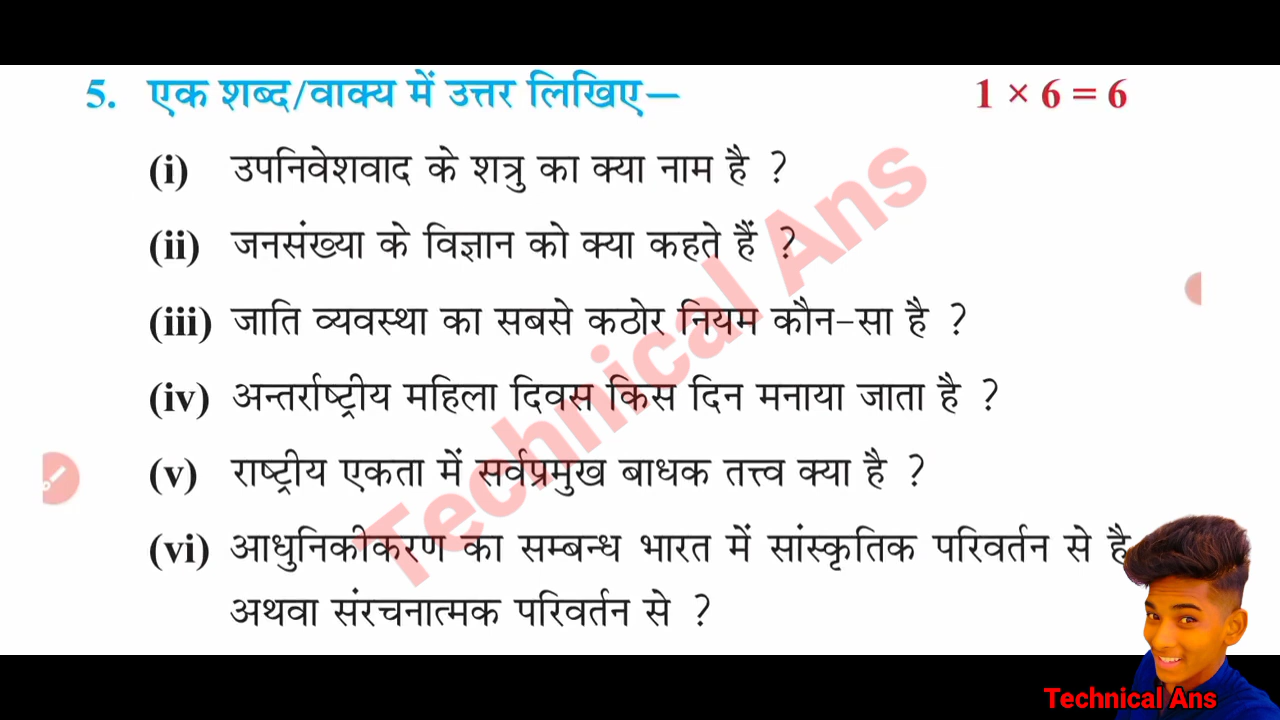 5. एक शब्द/वाक्य में उत्तर लिखिए— 1 × 6 = 6
(i) उपनिवेशवाद के शत्रु का क्या नाम है ?
(ii) जनसंख्या के विज्ञान को क्या कहते हैं ?
(iii) जाति व्यवस्था का सबसे कठोर नियम कौन-सा है ?
(iv) अन्तर्राष्ट्रीय महिला दिवस किस दिन मनाया जाता है ?
(v) राष्ट्रीय एकता में सर्वप्रमुख बाधक तत्त्व क्या है ?
(vi) आधुनिकीकरण का सम्बन्ध भारत में सांस्कृतिक परिवर्तन से है
अथवा संरचनात्मक परिवर्तन से ?
Technical Ans
Technical Ans